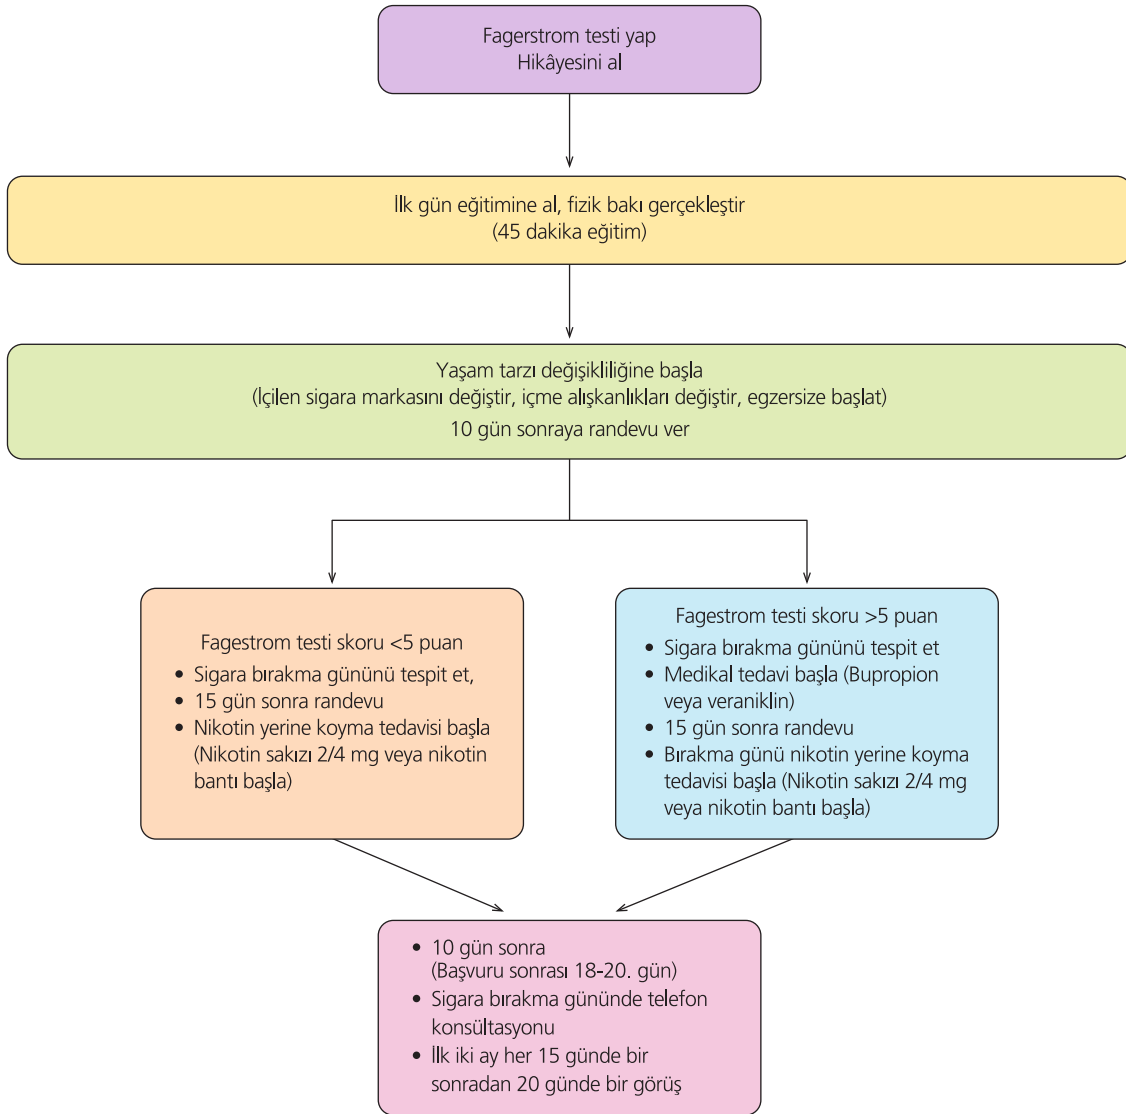 Fagerstrom testi yap
Hikâyesini al
İlk gün eğitimine al, fizik bakı gerçekleştir
(45 dakika eğitim)
Yaşam tarzı değişikliliğine başla
(İçilen sigara markasını değiştir, içme alışkanlıkları değiştir, egzersize başlat)
10 gün sonraya randevu ver
Fagestrom testi skoru <5 puan
• Sigara bırakma gününü tespit et,
• 15 gün sonra randevu
• Nikotin yerine koyma tedavisi başla
(Nikotin sakızı 2/4 mg veya nikotin
bantı başla)
Fagestrom testi skoru >5 puan
• Sigara bırakma gününü tespit et
• Medikal tedavi başla (Bupropion
veya veraniklin)
• 15 gün sonra randevu
• Bırakma günü nikotin yerine koyma
tedavisi başla (Nikotin sakızı 2/4 mg
veya nikotin bantı başla)
• 10 gün sonra
(Başvuru sonrası 18-20. gün)
• Sigara bırakma gününde telefon
konsültasyonu
• İlk iki ay her 15 günde bir
sonradan 20 günde bir görüş